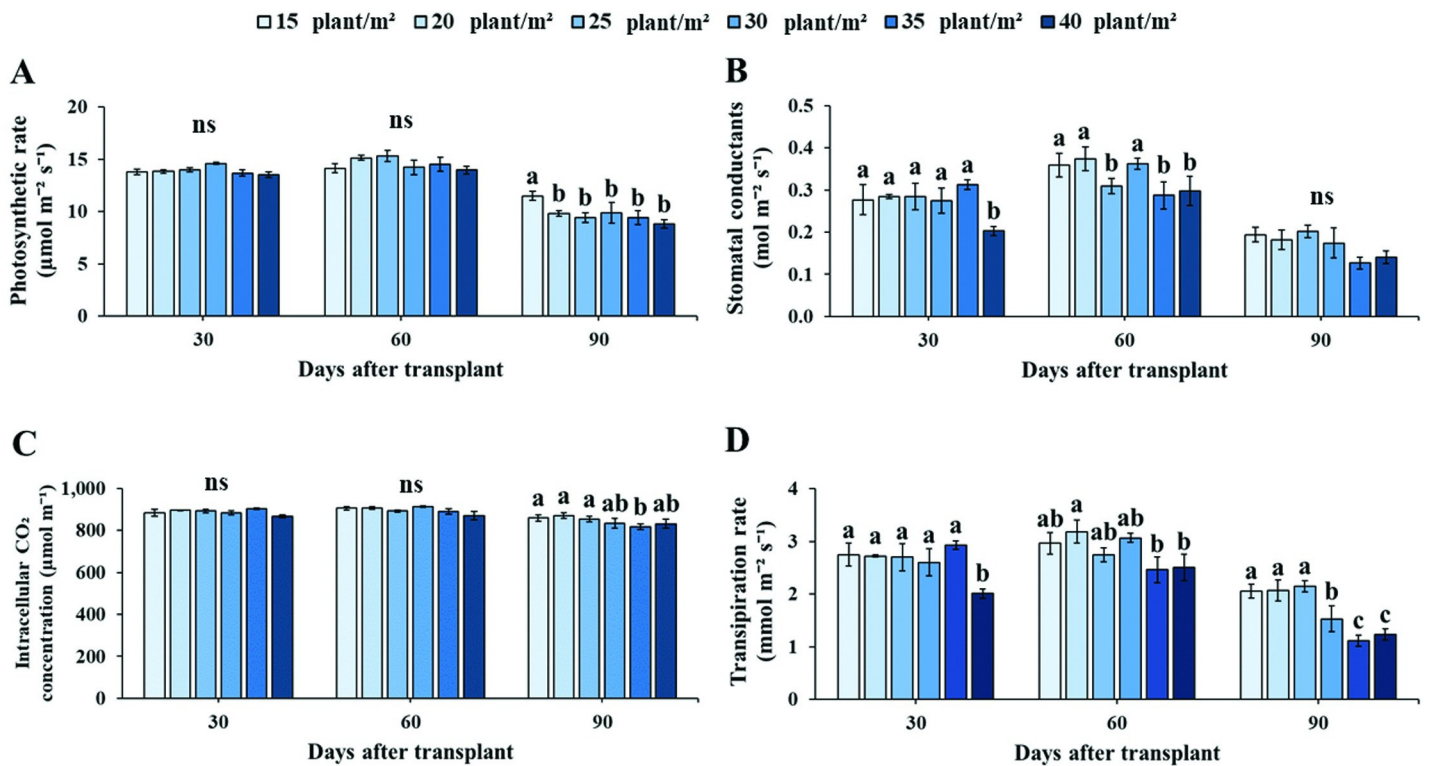 15 plant/m² 20 plant/m² 25 plant/m² 30 plant/m² 35 plant/m² 40 plant/m²
A
Photosynthetic rate
(µmol m⁻² s⁻¹)
20
15
10
5
0
ns
ns
a b b b b b
30 60 90
Days after transplant
B
Stomatal conductants
(mol m⁻² s⁻¹)
0.5
0.4
0.3
0.2
0.1
0.0
a a a a a b
a a b a b b
ns
30 60 90
Days after transplant
C
Intracellular CO₂
concentration (µmol m⁻¹)
1,000
800
600
400
200
0
ns
ns
a a a ab b ab
30 60 90
Days after transplant
D
Transipiration rate
(mmol m⁻² s⁻¹)
4
3
2
1
0
a a a a a b
ab a ab ab b b
a a a b c c
30 60 90
Days after transplant